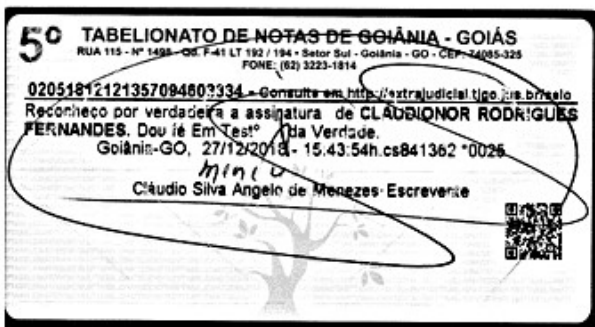 5º TABELIONATO DE NOTAS DE GOIÂNIA - GOIÁS
RUA 115 - Nº 1498 - Qd. F-41 LT 192 / 194 - Setor Sul - Goiânia - GO - CEP: 74085-325
FONE: (62) 3223-1814
02051812121357094603334 - Consulte em http://extrajudicial.tjgo.jus.br/selo
Reconheço por verdadeira a assinatura de CLAUDIONOR RODRIGUES
FERNANDES. Dou fé Em Testº da Verdade.
Goiânia-GO, 27/12/2018 - 15:43:54h.cs841362 *0026
Cláudio Silva Angelo de Menezes-Escrevente